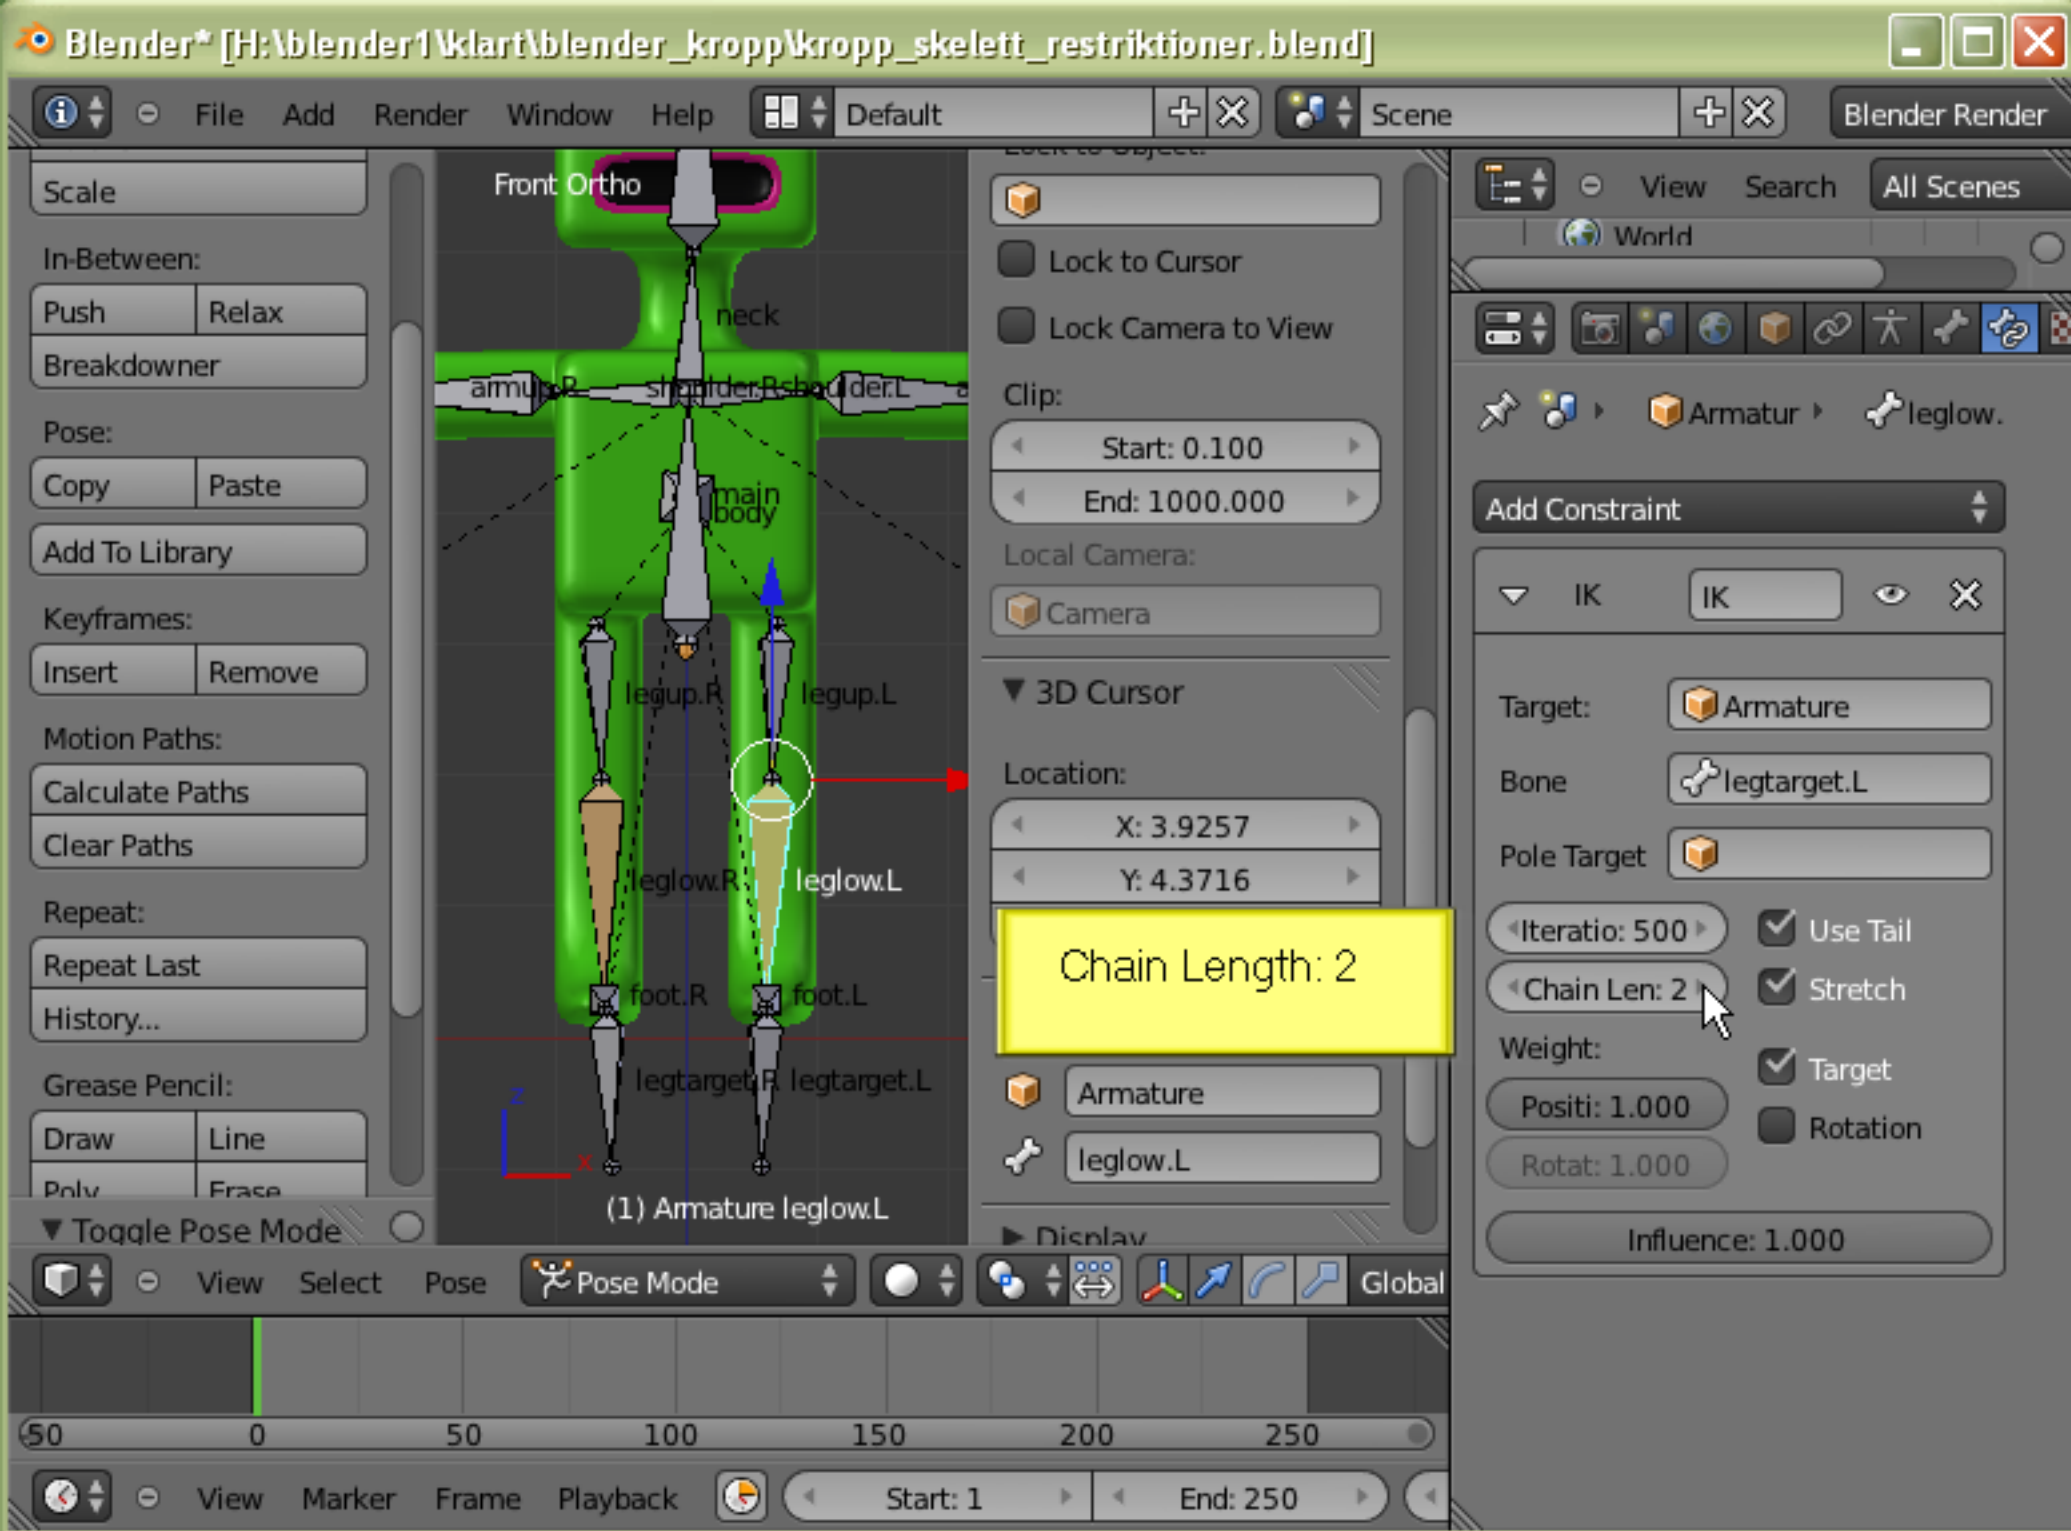 Blender* [H:\blender1\klart\blender_kropp\kropp_skelett_restriktioner.blend]
File Add Render Window Help Default Scene Blender Render
Scale
In-Between:
Push Relax
Breakdowner
Pose:
Copy Paste
Add To Library
Keyframes:
Insert Remove
Motion Paths:
Calculate Paths
Clear Paths
Repeat:
Repeat Last
History...
Grease Pencil:
Draw Line
Poly Erase
Toggle Pose Mode
Front Ortho
neck
armup.R shoulder.R shoulder.L a
main
body
legup.R legup.L
leglow.R leglow.L
foot.R foot.L
legtarget.R legtarget.L
z
x
(1) Armature leglow.L
Lock to Object:
Lock to Cursor
Lock Camera to View
Clip:
Start: 0.100
End: 1000.000
Local Camera:
Camera
3D Cursor
Location:
X: 3.9257
Y: 4.3716
Chain Length: 2
Armature
leglow.L
Display
View Search All Scenes
World
Armatur leglow.
Add Constraint
IK IK
Target: Armature
Bone legtarget.L
Pole Target
Iteratio: 500 Use Tail
Chain Len: 2 Stretch
Weight:
Target
Positi: 1.000
Rotation
Rotat: 1.000
Influence: 1.000
View Select Pose Pose Mode Global
-50 0 50 100 150 200 250
View Marker Frame Playback Start: 1 End: 250